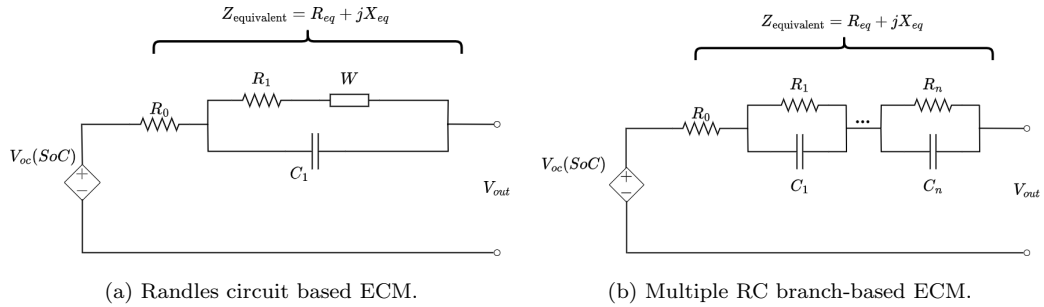 Z_equivalent = R_eq + jX_eq
R_1
W
R_0
C_1
V_oc(SoC)
+
−
V_out
(a) Randles circuit based ECM.
Z_equivalent = R_eq + jX_eq
R_1
R_n
R_0
...
C_1
C_n
V_oc(SoC)
+
−
V_out
(b) Multiple RC branch-based ECM.